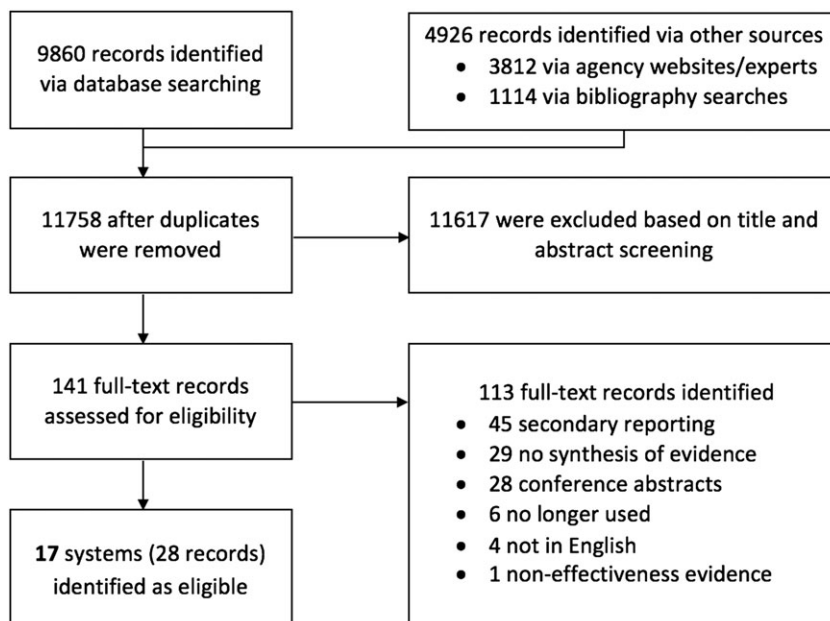 9860 records identified
via database searching
4926 records identified via other sources
• 3812 via agency websites/experts
• 1114 via bibliography searches
11758 after duplicates
were removed
11617 were excluded based on title and
abstract screening
141 full-text records
assessed for eligibility
113 full-text records identified
• 45 secondary reporting
• 29 no synthesis of evidence
• 28 conference abstracts
• 6 no longer used
• 4 not in English
• 1 non-effectiveness evidence
17 systems (28 records)
identified as eligible